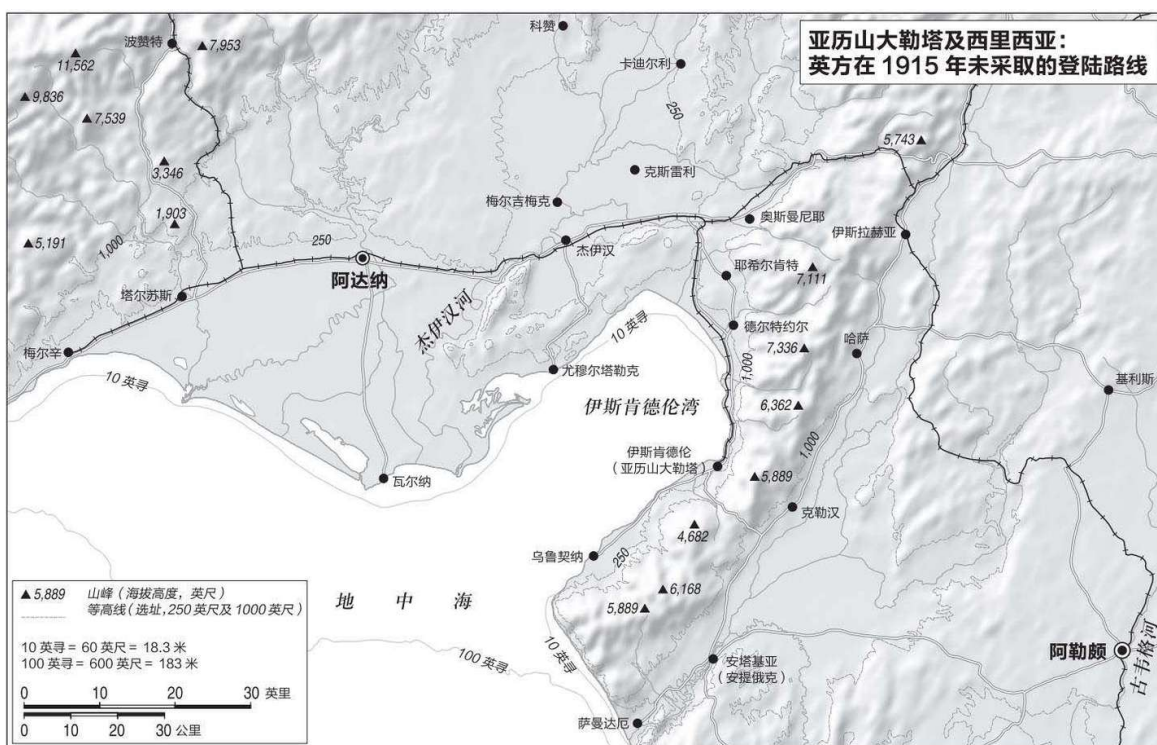 亚历山大勒塔及西里西亚：
英方在 1915 年未采取的登陆路线
科赞
波赞特
7,953
11,562
卡迪尔利
9,836
7,539
250
5,743
3,346
克斯雷利
梅尔吉梅克
1,903
奥斯曼尼耶
伊斯拉赫亚
5,191
1,000
250
杰伊汉
阿达纳
耶希尔肯特
7,111
塔尔苏斯
杰伊汉河
10 英寻
德尔特约尔
7,336
哈萨
梅尔辛
10 英寻
尤穆尔塔勒克
1,000
基利斯
伊斯肯德伦湾
6,362
1,000
伊斯肯德伦
（亚历山大勒塔）
5,889
瓦尔纳
克勒汉
4,682
乌鲁契纳
250
6,168
5,889
地中海
10 英寻
100 英寻
安塔基亚
（安提俄克）
阿勒颇
古韦格河
萨曼达厄
5,889 山峰（海拔高度，英尺）
等高线（选址，250英尺及1000英尺）
10 英寻 = 60 英尺 = 18.3 米
100 英寻 = 600 英尺 = 183 米
0 10 20 30 英里
0 10 20 30 公里